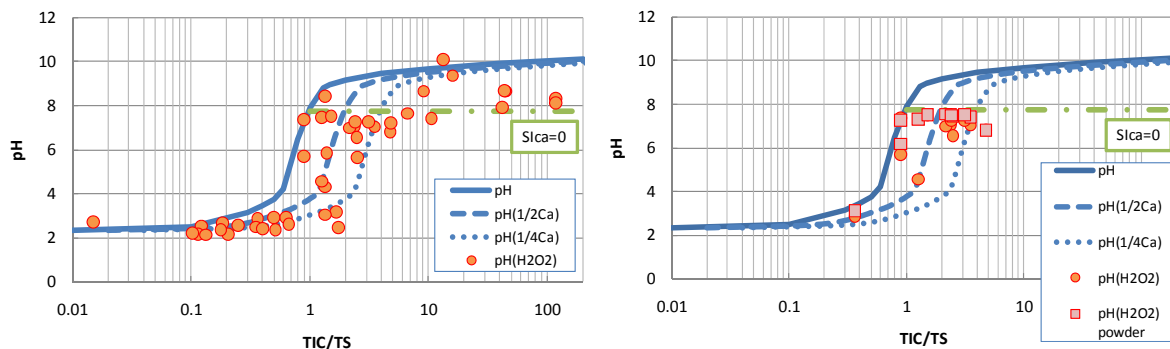 12
10
8
6
4
2
0
pH
0.01
0.1
1
10
100
TIC/TS
SIca=0
pH
pH(1/2Ca)
pH(1/4Ca)
pH(H2O2)
12
10
8
6
4
2
0
pH
0.01
0.1
1
10
TIC/TS
SIca=0
pH
pH(1/2Ca)
pH(1/4Ca)
pH(H2O2)
pH(H2O2)
powder